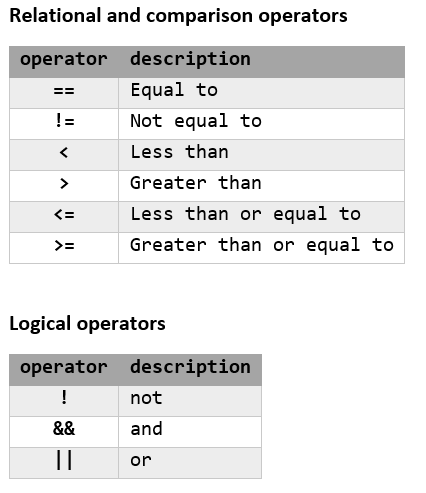 Relational and comparison operators
operator description
== Equal to
!= Not equal to
< Less than
> Greater than
<= Less than or equal to
>= Greater than or equal to
Logical operators
operator description
! not
&& and
|| or